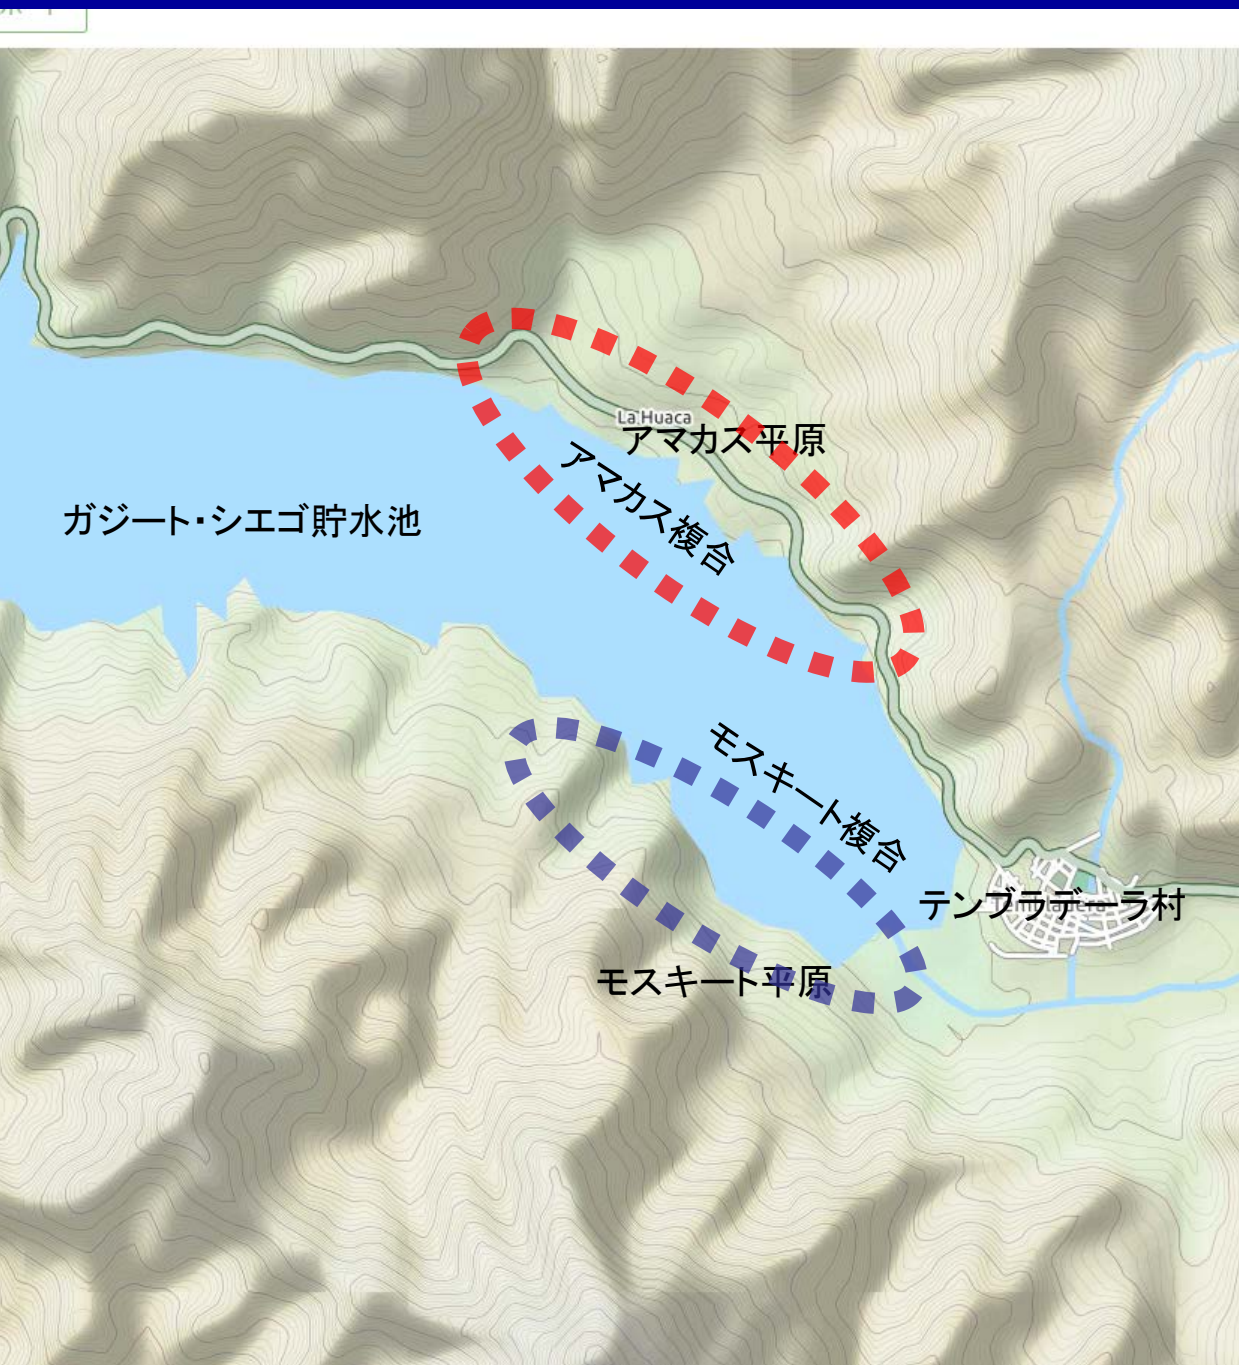 La Huaca
アマカス平原
アマカス複合
ガジート・シエゴ貯水池
モスキート複合
テンブラデーラ村
モスキート平原